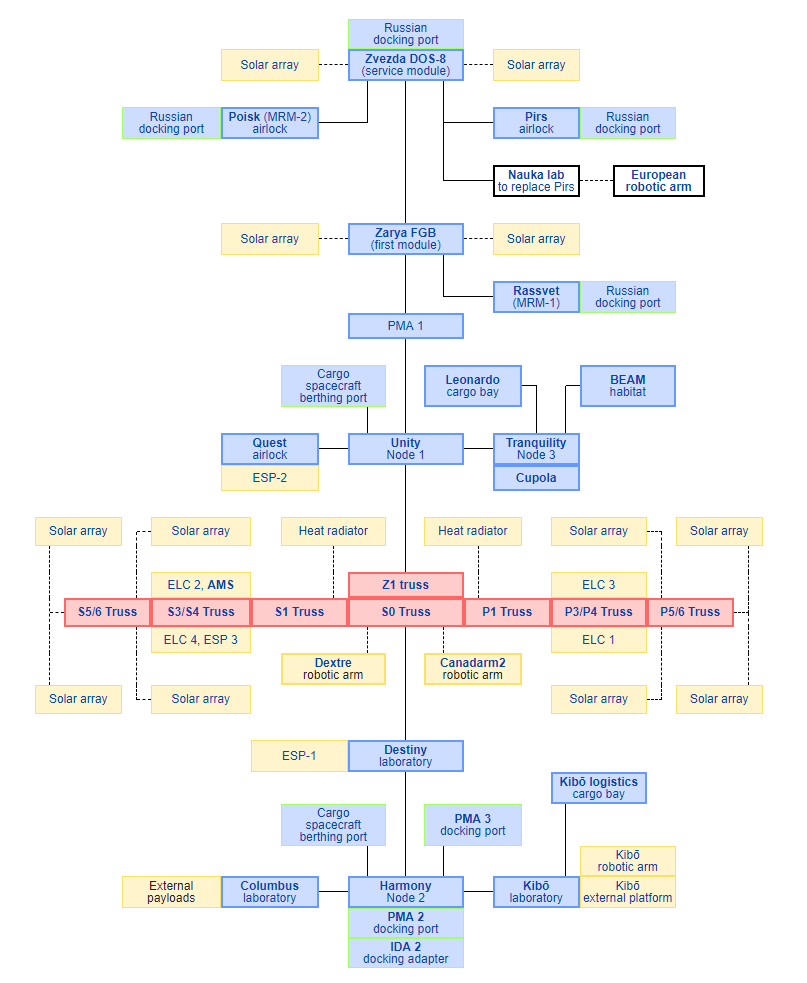 Russian
docking port
Solar array
Zvezda DOS-8
(service module)
Solar array
Russian
docking port
Poisk (MRM-2)
airlock
Pirs
airlock
Russian
docking port
Nauka lab
to replace Pirs
European
robotic arm
Solar array
Zarya FGB
(first module)
Solar array
Rassvet
(MRM-1)
Russian
docking port
PMA 1
Cargo
spacecraft
berthing port
Leonardo
cargo bay
BEAM
habitat
Quest
airlock
Unity
Node 1
Tranquility
Node 3
ESP-2
Cupola
Solar array
Solar array
Heat radiator
Heat radiator
Solar array
Solar array
ELC 2, AMS
Z1 truss
ELC 3
S5/6 Truss
S3/S4 Truss
S1 Truss
S0 Truss
P1 Truss
P3/P4 Truss
P5/6 Truss
ELC 4, ESP 3
ELC 1
Dextre
robotic arm
Canadarm2
robotic arm
Solar array
Solar array
Solar array
Solar array
ESP-1
Destiny
laboratory
Kibō logistics
cargo bay
Cargo
spacecraft
berthing port
PMA 3
docking port
Kibō
robotic arm
External
payloads
Columbus
laboratory
Harmony
Node 2
Kibō
laboratory
Kibō
external platform
PMA 2
docking port
IDA 2
docking adapter